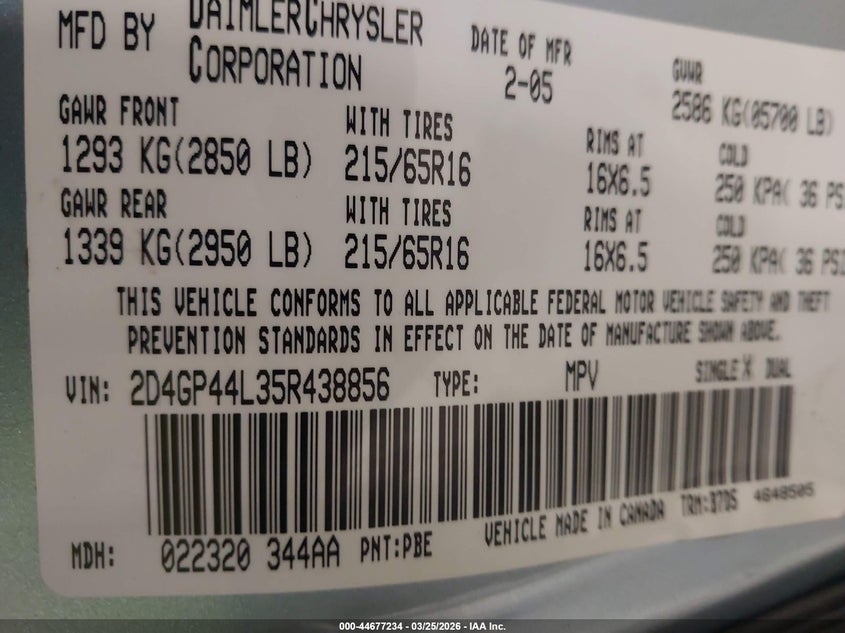 MFD BY DAIMLERCHRYSLER CORPORATION
DATE OF MFR 2-05
GVWR 2586 KG(05700 LB)
GAWR FRONT WITH TIRES RIMS AT COLD
1293 KG(2850 LB) 215/65R16 16X6.5 250 KPA( 36 PSI
GAWR REAR WITH TIRES RIMS AT COLD
1339 KG(2950 LB) 215/65R16 16X6.5 250 KPA( 36 PSI
THIS VEHICLE CONFORMS TO ALL APPLICABLE FEDERAL MOTOR VEHICLE SAFETY AND THEFT
PREVENTION STANDARDS IN EFFECT ON THE DATE OF MANUFACTURE SHOWN ABOVE.
VIN: 2D4GP44L35R438856 TYPE: MPV SINGLE X DUAL
VEHICLE MADE IN CANADA TRM:B7D5 4648505
MDH: 022320 344AA PNT:PBE
000-44677234 — 03/25/2026 — IAA Inc.